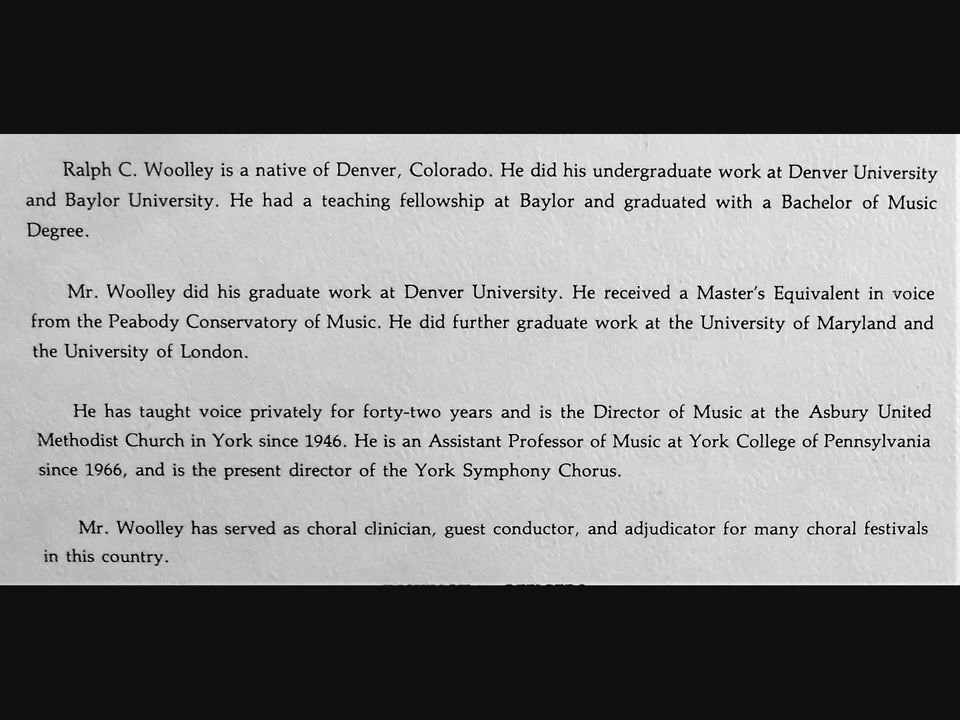 Ralph C. Woolley is a native of Denver, Colorado. He did his undergraduate work at Denver University
and Baylor University. He had a teaching fellowship at Baylor and graduated with a Bachelor of Music
Degree.
Mr. Woolley did his graduate work at Denver University. He received a Master's Equivalent in voice
from the Peabody Conservatory of Music. He did further graduate work at the University of Maryland and
the University of London.
He has taught voice privately for forty-two years and is the Director of Music at the Asbury United
Methodist Church in York since 1946. He is an Assistant Professor of Music at York College of Pennsylvania
since 1966, and is the present director of the York Symphony Chorus.
Mr. Woolley has served as choral clinician, guest conductor, and adjudicator for many choral festivals
in this country.